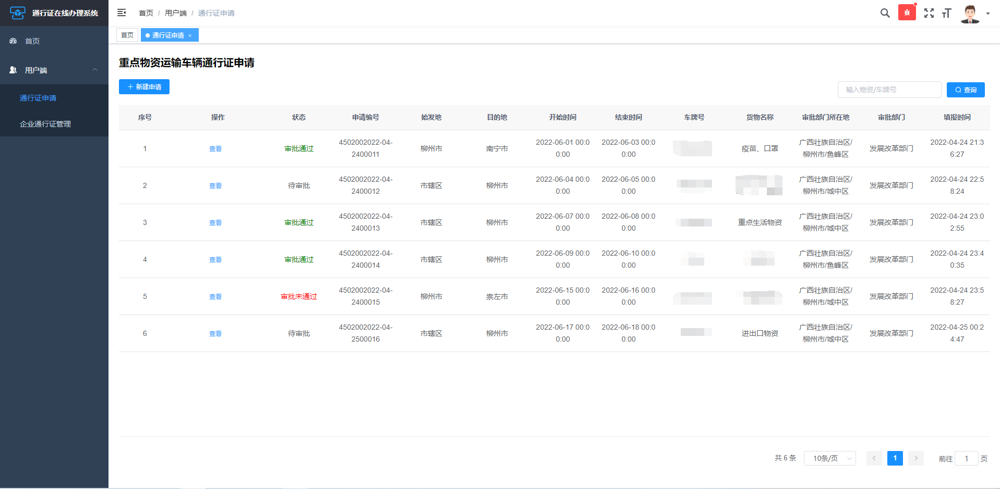 通行证在线办理系统
首页 / 用户端 / 通行证申请
首页
用户端
通行证申请
企业通行证管理
首页
通行证申请 ×
重点物资运输车辆通行证申请
+ 新建申请
输入物资/车牌号
查询
序号 操作 状态 申请编号 始发地 目的地 开始时间 结束时间 车牌号 货物名称 审批部门所在地 审批部门 填报时间
1 查看 审批通过 4502002022-04-2400011 柳州市 南宁市 2022-06-01 00:00:00 2022-06-03 00:00:00 疫苗、口罩 广西壮族自治区/柳州市/鱼峰区 发展改革部门 2022-04-24 21:36:27
2 查看 待审批 4502002022-04-2400012 市辖区 柳州市 2022-06-04 00:00:00 2022-06-05 00:00:00 广西壮族自治区/柳州市/城中区 发展改革部门 2022-04-24 22:58:24
3 查看 审批通过 4502002022-04-2400013 市辖区 柳州市 2022-06-07 00:00:00 2022-06-08 00:00:00 重点生活物资 广西壮族自治区/柳州市/城中区 发展改革部门 2022-04-24 23:02:55
4 查看 审批通过 4502002022-04-2400014 市辖区 柳州市 2022-06-09 00:00:00 2022-06-10 00:00:00 广西壮族自治区/柳州市/鱼峰区 发展改革部门 2022-04-24 23:40:35
5 查看 审批未通过 4502002022-04-2400015 柳州市 崇左市 2022-06-15 00:00:00 2022-06-16 00:00:00 广西壮族自治区/柳州市/城中区 发展改革部门 2022-04-24 23:58:27
6 查看 待审批 4502002022-04-2500016 市辖区 柳州市 2022-06-17 00:00:00 2022-06-18 00:00:00 进出口物资 广西壮族自治区/柳州市/城中区 发展改革部门 2022-04-25 00:24:47
共 6 条 10条/页 1 前往 1 页